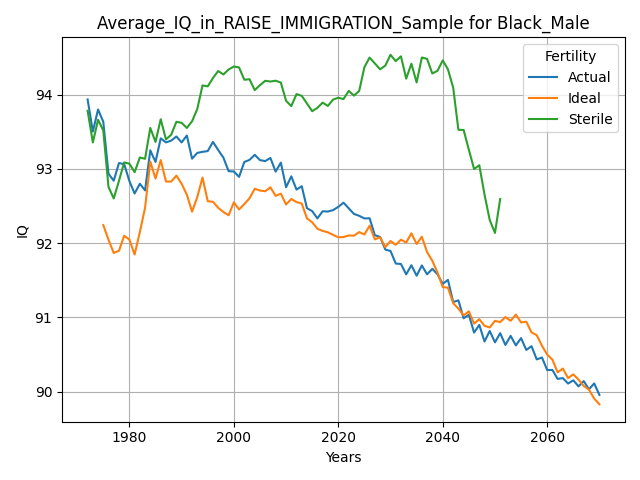 Average_IQ_in_RAISE_IMMIGRATION_Sample for Black_Male
Fertility
Actual
Ideal
Sterile
IQ
94
93
92
91
90
1980
2000
2020
2040
2060
Years